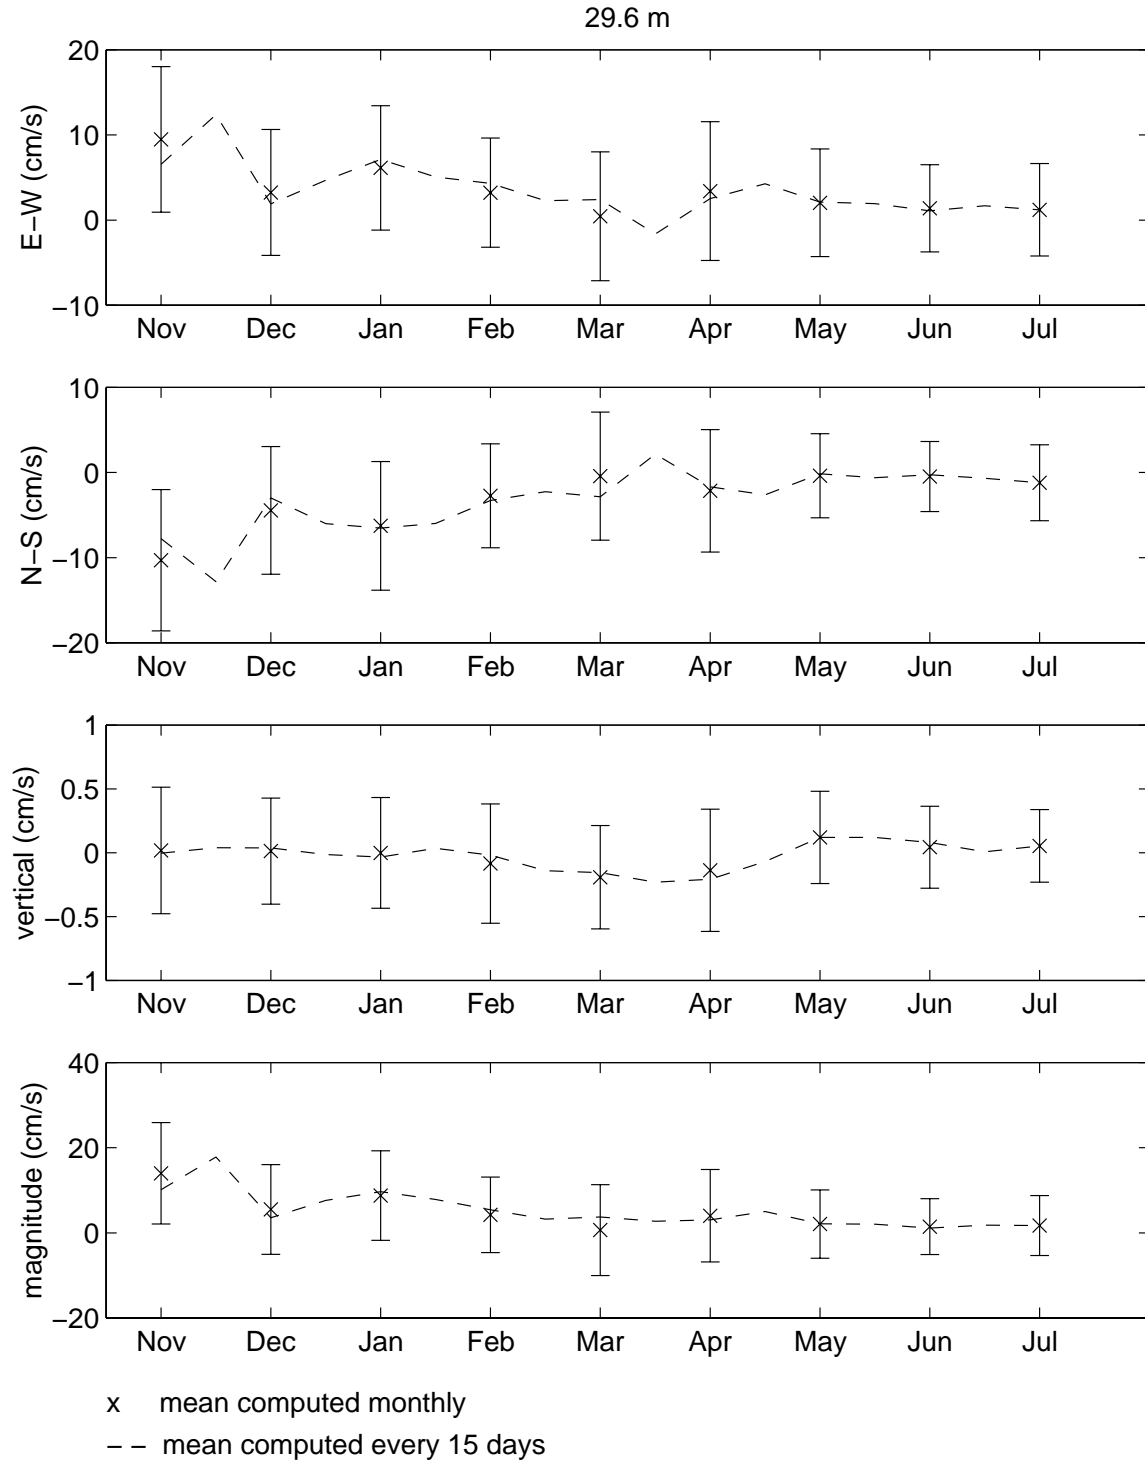 29.6 m
E−W (cm/s)
20
10
0
−10
Nov Dec Jan Feb Mar Apr May Jun Jul
N−S (cm/s)
10
0
−10
−20
Nov Dec Jan Feb Mar Apr May Jun Jul
vertical (cm/s)
1
0.5
0
−0.5
−1
Nov Dec Jan Feb Mar Apr May Jun Jul
magnitude (cm/s)
40
20
0
−20
Nov Dec Jan Feb Mar Apr May Jun Jul
x mean computed monthly
− − mean computed every 15 days